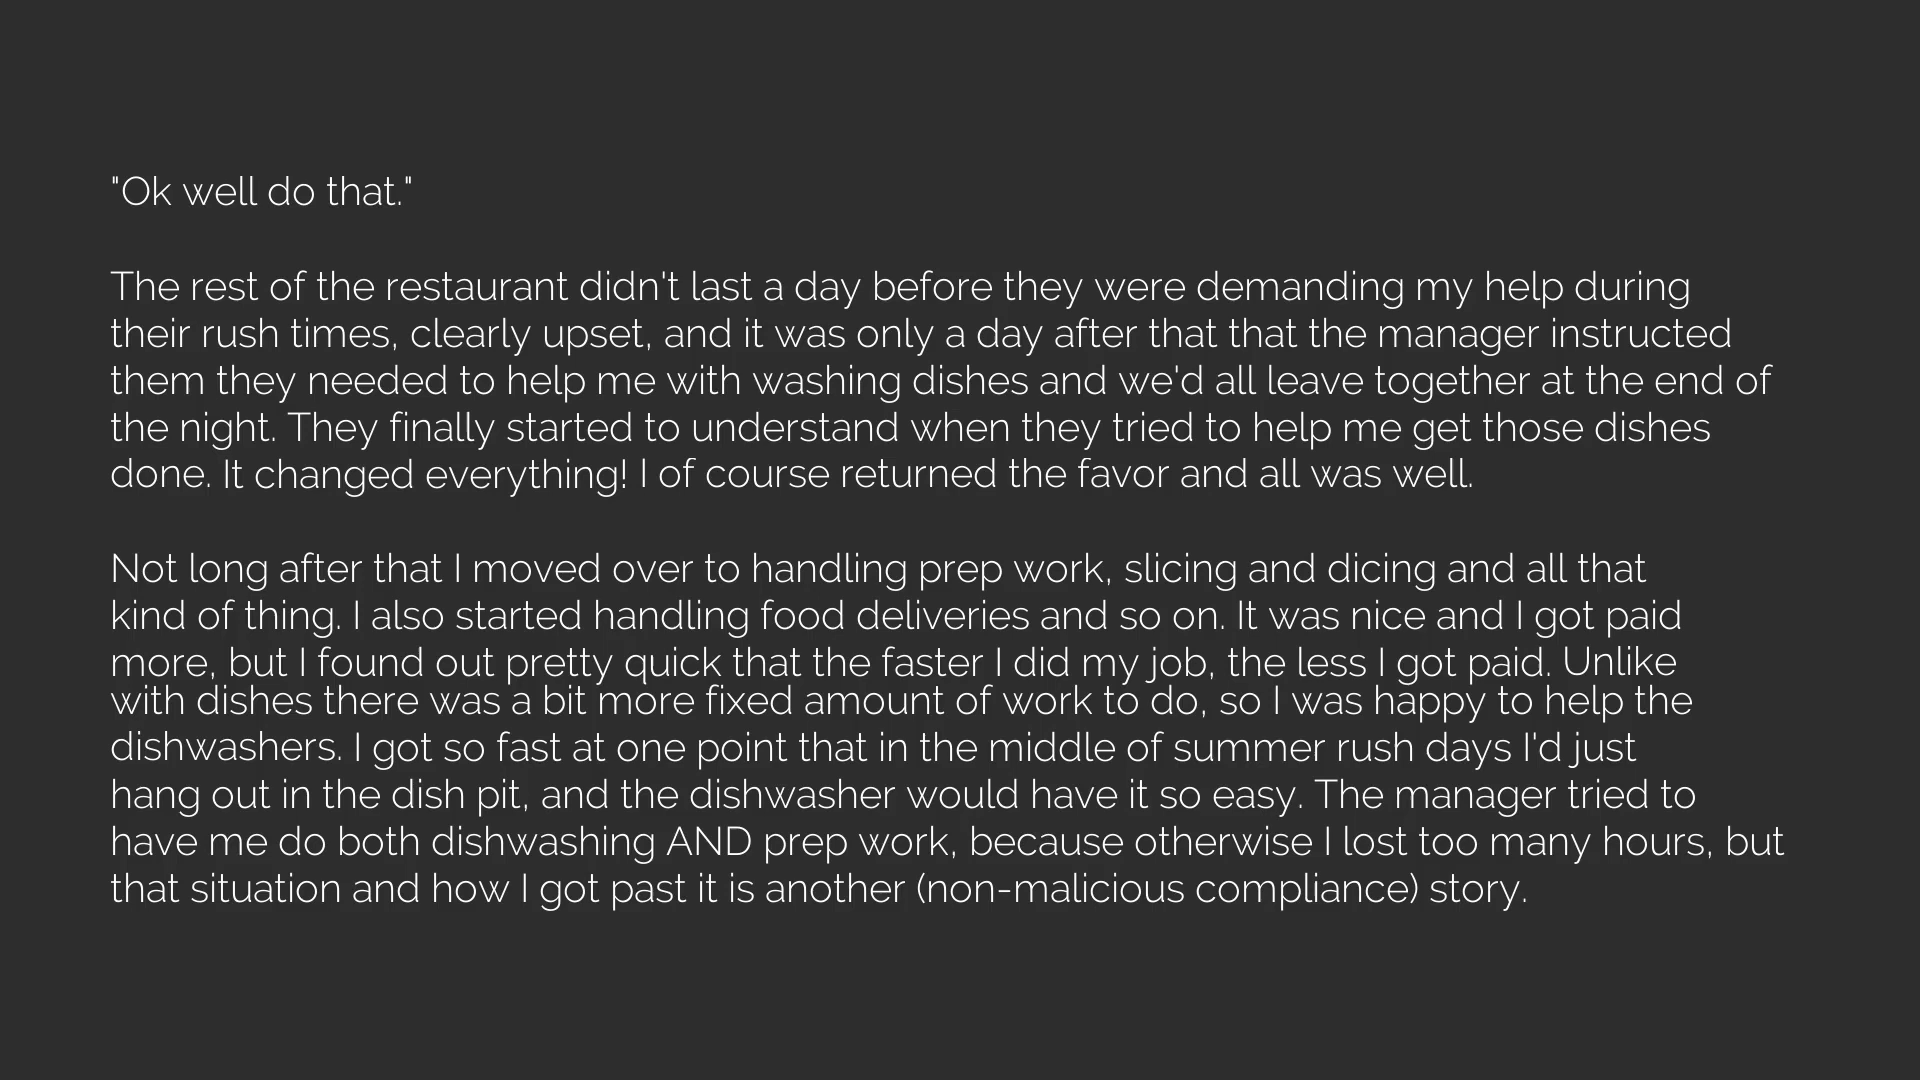 "Ok well do that."
The rest of the restaurant didn't last a day before they were demanding my help during
their rush times, clearly upset, and it was only a day after that that the manager instructed
them they needed to help me with washing dishes and we'd all leave together at the end of
the night. They finally started to understand when they tried to help me get those dishes
done. It changed everything! I of course returned the favor and all was well.
Not long after that I moved over to handling prep work, slicing and dicing and all that
kind of thing. I also started handling food deliveries and so on. It was nice and I got paid
more, but I found out pretty quick that the faster I did my job, the less I got paid. Unlike
with dishes there was a bit more fixed amount of work to do, so I was happy to help the
dishwashers. I got so fast at one point that in the middle of summer rush days I'd just
hang out in the dish pit, and the dishwasher would have it so easy. The manager tried to
have me do both dishwashing AND prep work, because otherwise I lost too many hours, but
that situation and how I got past it is another (non-malicious compliance) story.